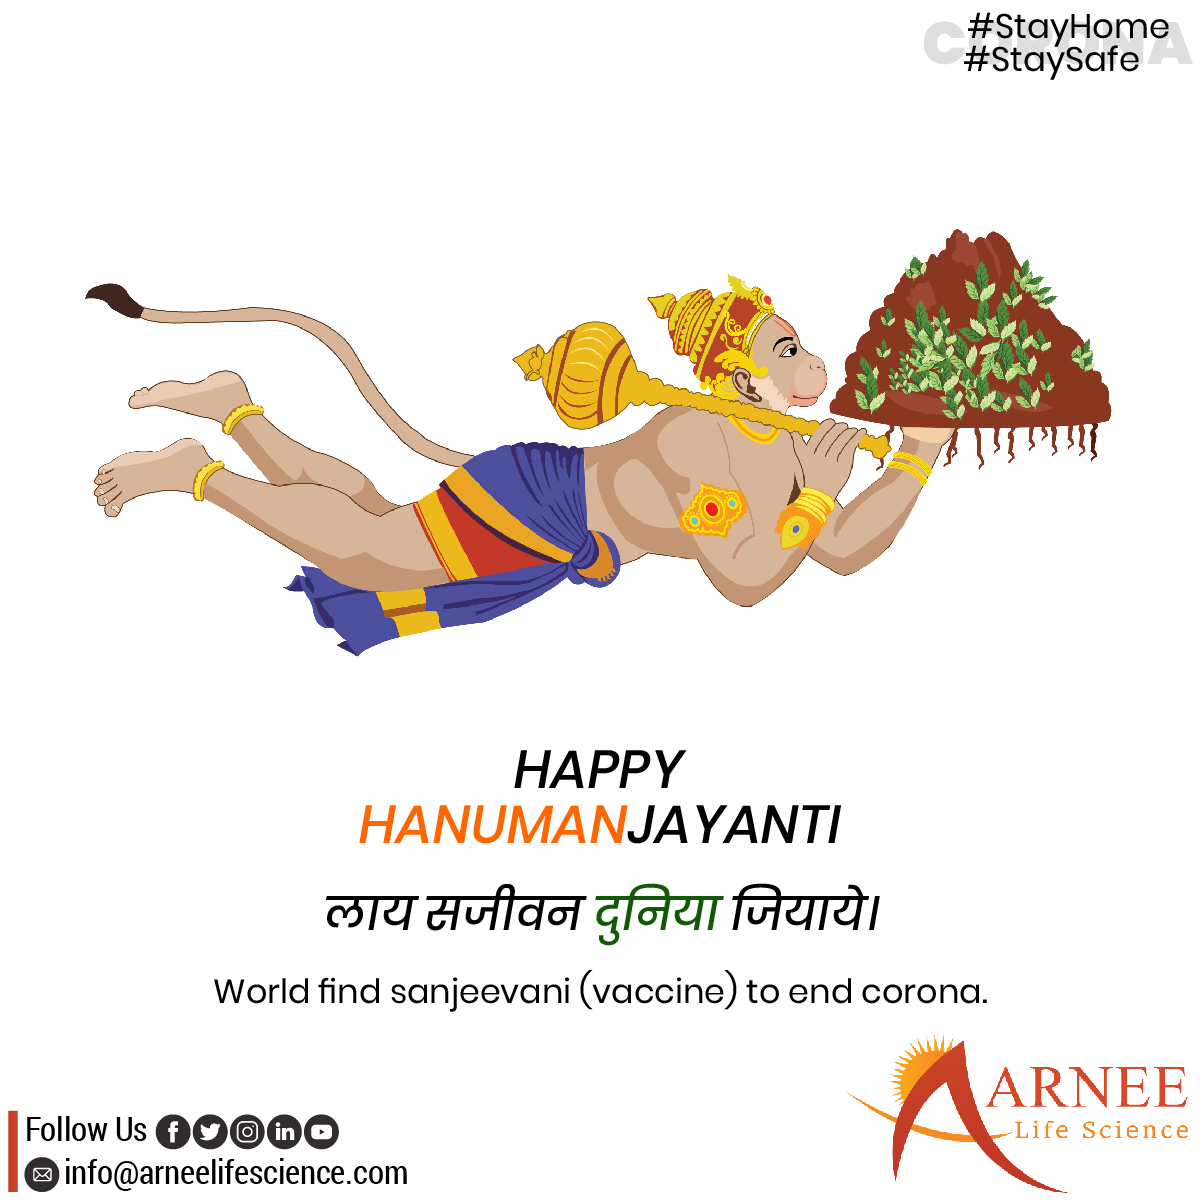 CORONA
#StayHome
#StaySafe
HAPPY
HANUMANJAYANTI
लाय सजीवन दुनिया जियाये।
World find sanjeevani (vaccine) to end corona.
ARNEE
Life Science
Follow Us
info@arneelifescience.com